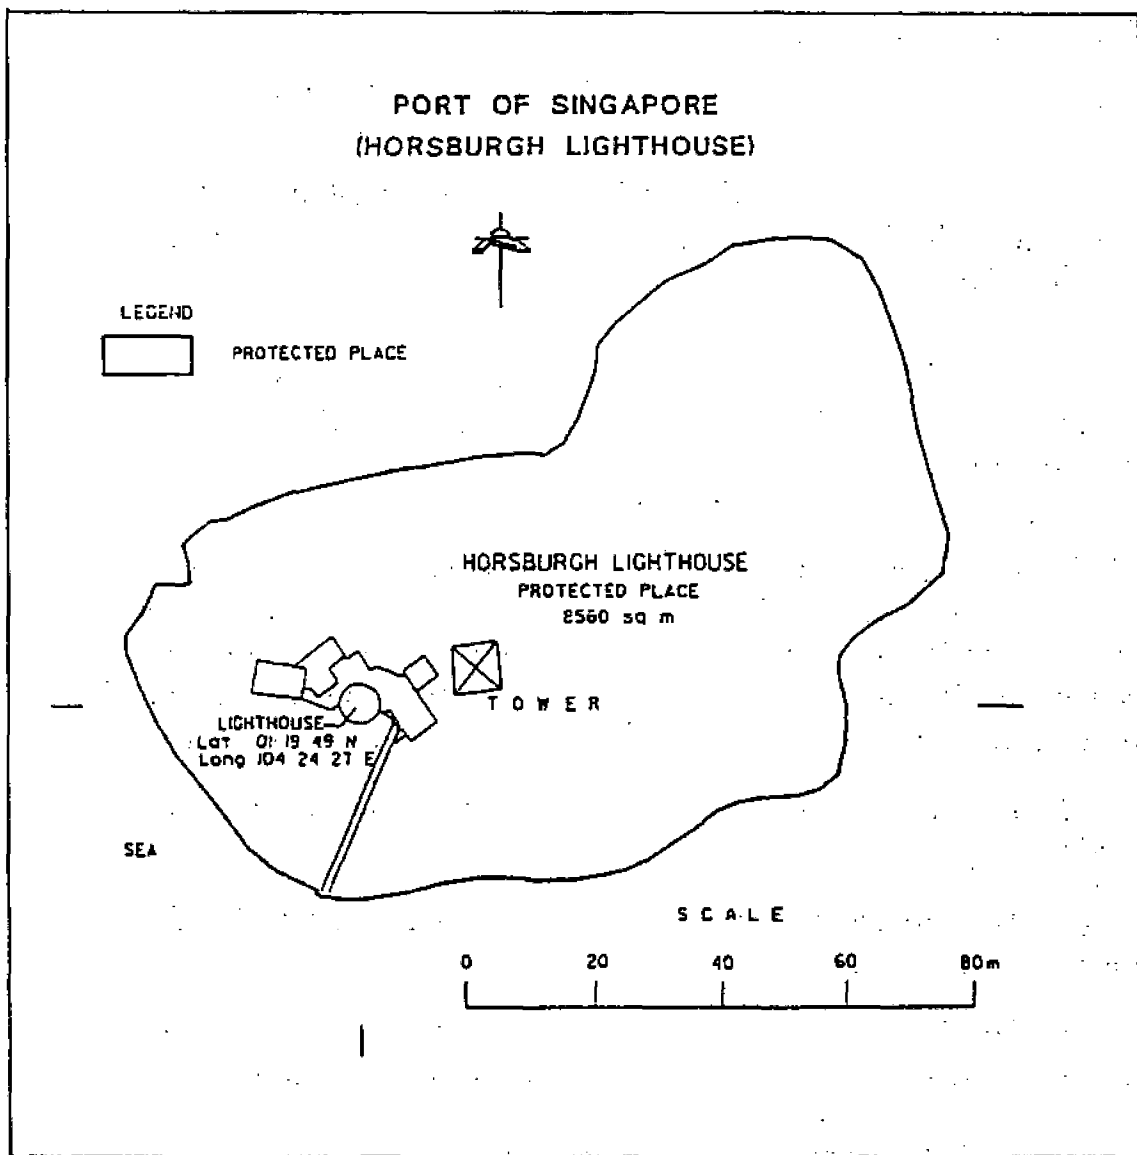 PORT OF SINGAPORE
(HORSBURGH LIGHTHOUSE)
LEGEND
PROTECTED PLACE
HORSBURGH LIGHTHOUSE
PROTECTED PLACE
8560 sq m
TOWER
LIGHTHOUSE
Lat 01 19 49 N
Long 104 24 27 E
SEA
SCALE
0 20 40 60 80m